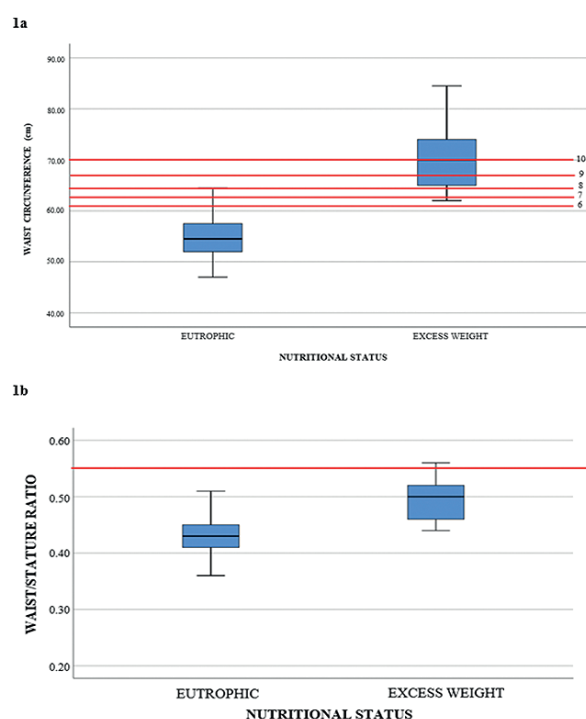 1a
90.00
80.00
70.00
60.00
50.00
40.00
WAIST CIRCUNFERENCE (cm)
10
9
8
7
6
EUTROPHIC EXCESS WEIGHT
NUTRITIONAL STATUS
1b
0.60
0.50
0.40
0.30
0.20
WAIST/STATURE RATIO
EUTROPHIC EXCESS WEIGHT
NUTRITIONAL STATUS